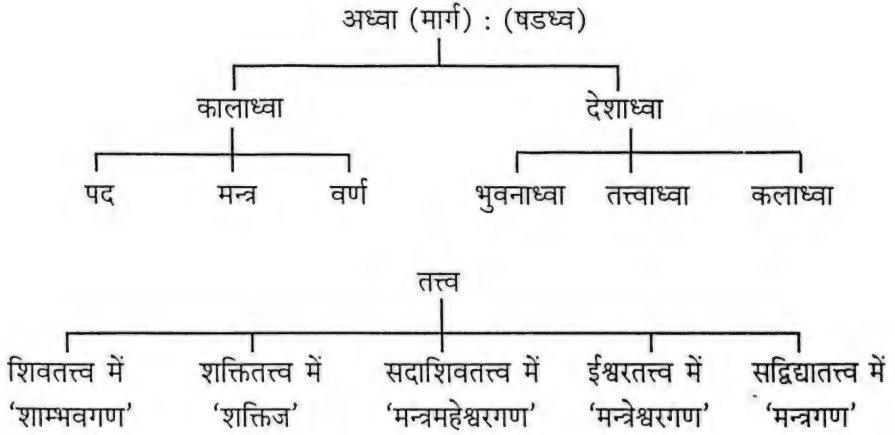 अध्वा (मार्ग) : (षडध्व)
कालाध्वा देशाध्वा
पद मन्त्र वर्ण भुवनाध्वा तत्त्वाध्वा कलाध्वा
तत्त्व
शिवतत्त्व में शक्तितत्त्व में सदाशिवतत्त्व में ईश्वरतत्त्व में सद्विद्यातत्त्व में
‘शाम्भवगण’ ‘शक्तिज’ ‘मन्त्रमहेश्वरगण’ ‘मन्त्रेश्वरगण’ ‘मन्त्रगण’